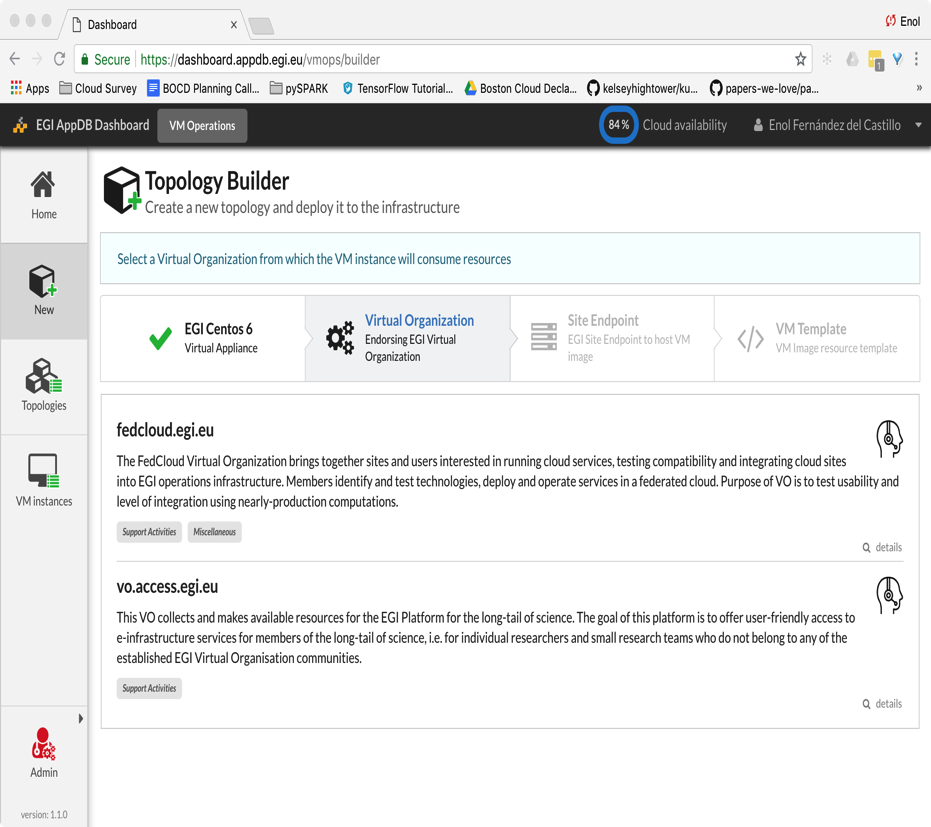 Dashboard
x
Enol
Secure
https://dashboard.appdb.egi.eu/vmops/builder
1
Apps
Cloud Survey
BOCD Planning Call...
pySPARK
TensorFlow Tutorial...
Boston Cloud Decla...
kelseyhightower/ku...
papers-we-love/pa...
»
EGI AppDB Dashboard
VM Operations
84 %
Cloud availability
Enol Fernández del Castillo
Home
New
Topologies
VM instances
Admin
version: 1.1.0
Topology Builder
Create a new topology and deploy it to the infrastructure
Select a Virtual Organization from which the VM instance will consume resources
EGI Centos 6
Virtual Appliance
Virtual Organization
Endorsing EGI Virtual
Organization
Site Endpoint
EGI Site Endpoint to host VM
image
VM Template
VM Image resource template
fedcloud.egi.eu
The FedCloud Virtual Organization brings together sites and users interested in running cloud services, testing compatibility and integrating cloud sites
into EGI operations infrastructure. Members identify and test technologies, deploy and operate services in a federated cloud. Purpose of VO is to test usability and
level of integration using nearly-production computations.
Support Activities
Miscellaneous
details
vo.access.egi.eu
This VO collects and makes available resources for the EGI Platform for the long-tail of science. The goal of this platform is to offer user-friendly access to
e-infrastructure services for members of the long-tail of science, i.e. for individual researchers and small research teams who do not belong to any of the
established EGI Virtual Organisation communities.
Support Activities
details